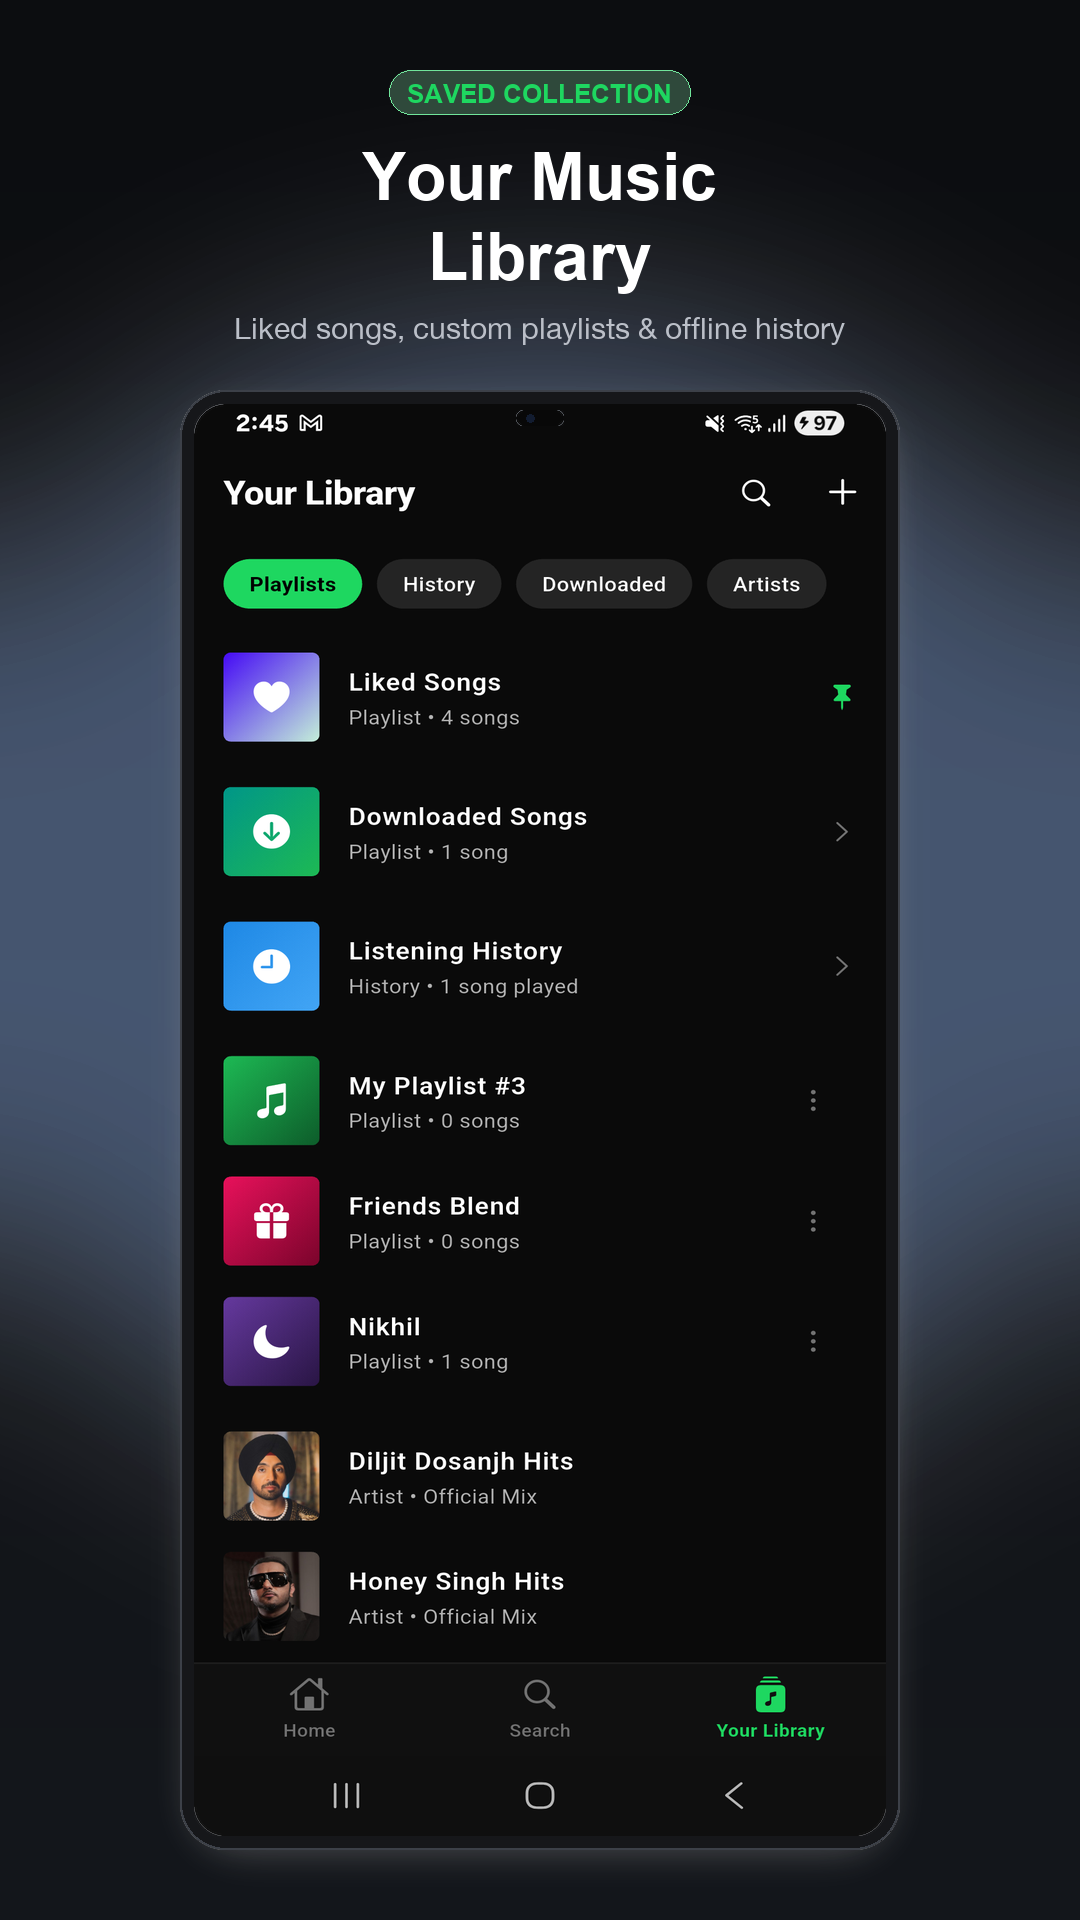 SAVED COLLECTION
Your Music
Library
Liked songs, custom playlists & offline history
2:45
5
97
Your Library
Playlists
History
Downloaded
Artists
Liked Songs
Playlist • 4 songs
Downloaded Songs
Playlist • 1 song
Listening History
History • 1 song played
My Playlist #3
Playlist • 0 songs
Friends Blend
Playlist • 0 songs
Nikhil
Playlist • 1 song
Diljit Dosanjh Hits
Artist • Official Mix
Honey Singh Hits
Artist • Official Mix
Home
Search
Your Library